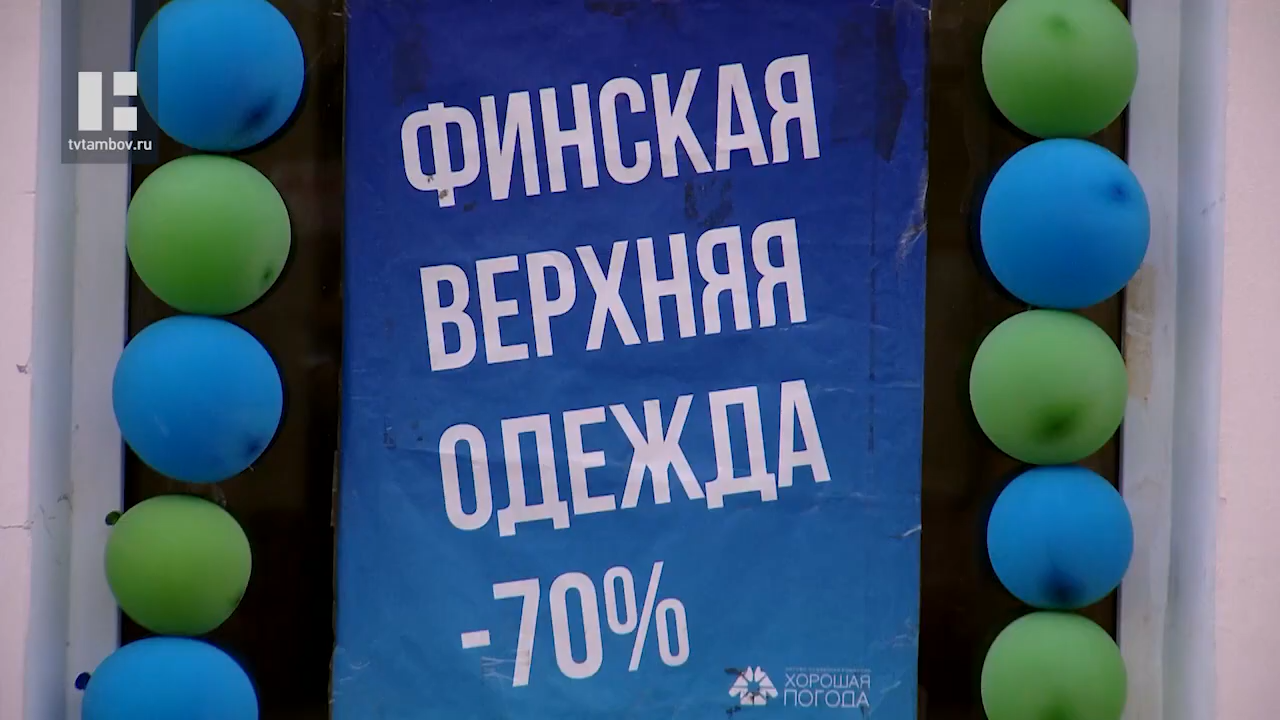 tvtambov.ru
ФИНСКАЯ
ВЕРХНЯЯ
ОДЕЖДА
-70%
ХОРОШАЯ
ПОГОДА